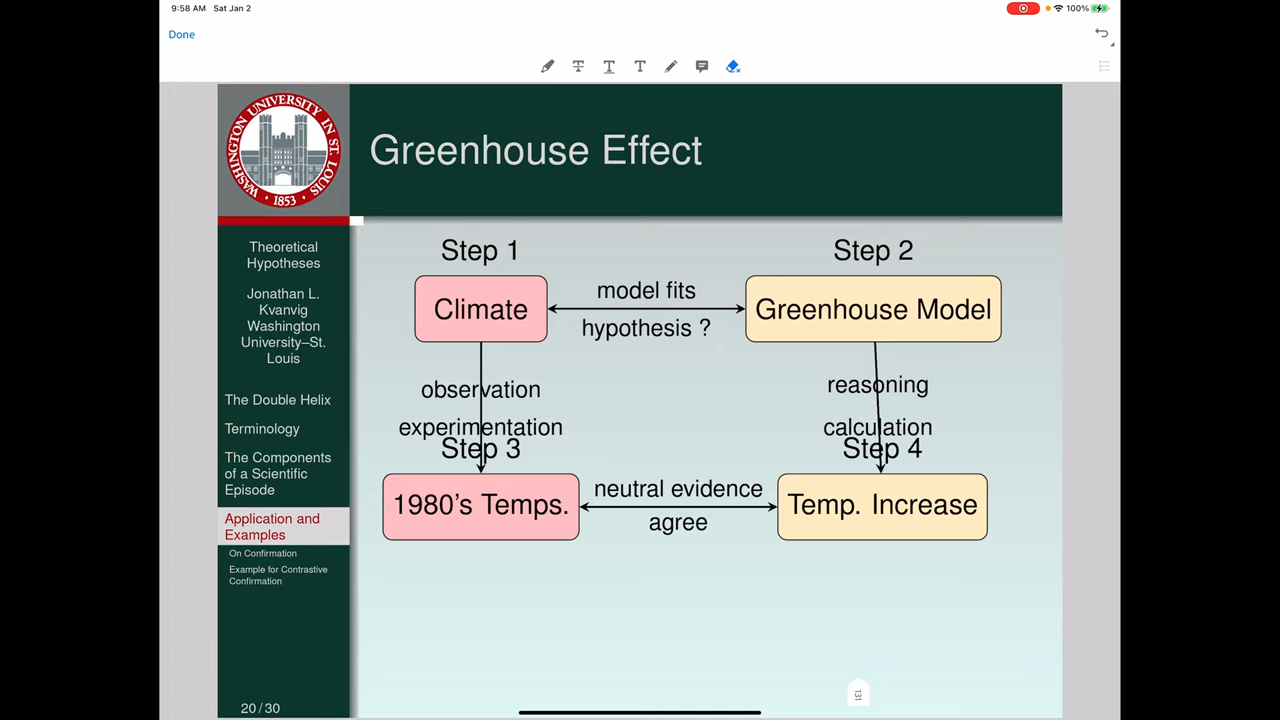 9:58 AM Sat Jan 2
100%
Done
WASHINGTON UNIVERSITY IN ST. LOUIS
1853
Greenhouse Effect
Theoretical
Hypotheses
Jonathan L.
Kvanvig
Washington
University–St.
Louis
The Double Helix
Terminology
The Components
of a Scientific
Episode
Application and
Examples
On Confirmation
Example for Contrastive
Confirmation
20 / 30
Step 1
Step 2
Climate
model fits
hypothesis ?
Greenhouse Model
observation
experimentation
reasoning
calculation
Step 3
Step 4
1980's Temps.
neutral evidence
agree
Temp. Increase
131